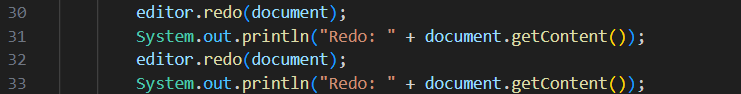 30 editor.redo(document);
31 System.out.println("Redo: " + document.getContent());
32 editor.redo(document);
33 System.out.println("Redo: " + document.getContent());